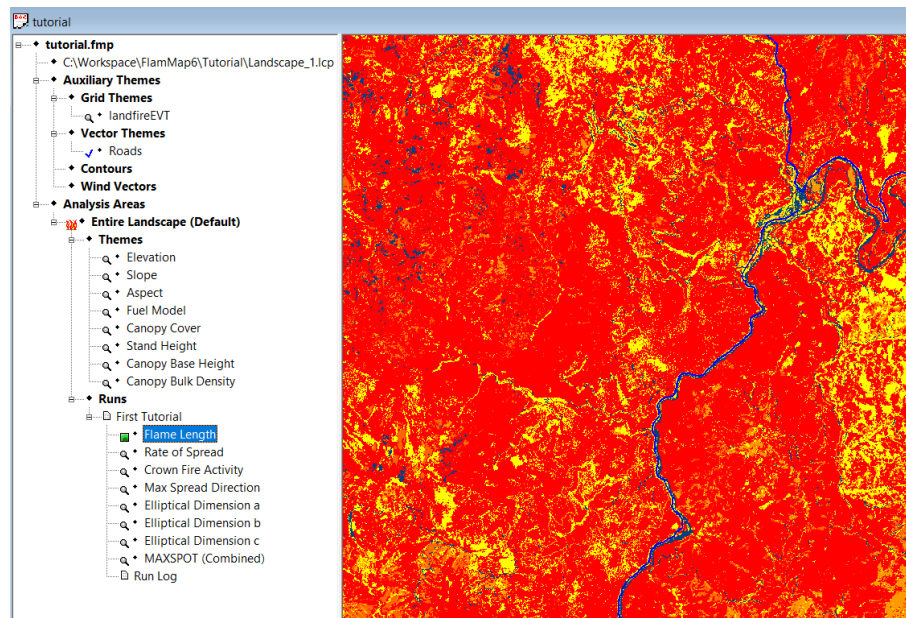 tutorial
tutorial.fmp
C:\Workspace\FlamMap6\Tutorial\Landscape_1.lcp
Auxiliary Themes
Grid Themes
landfireEVT
Vector Themes
Roads
Contours
Wind Vectors
Analysis Areas
Entire Landscape (Default)
Themes
Elevation
Slope
Aspect
Fuel Model
Canopy Cover
Stand Height
Canopy Base Height
Canopy Bulk Density
Runs
First Tutorial
Flame Length
Rate of Spread
Crown Fire Activity
Max Spread Direction
Elliptical Dimension a
Elliptical Dimension b
Elliptical Dimension c
MAXSPOT (Combined)
Run Log